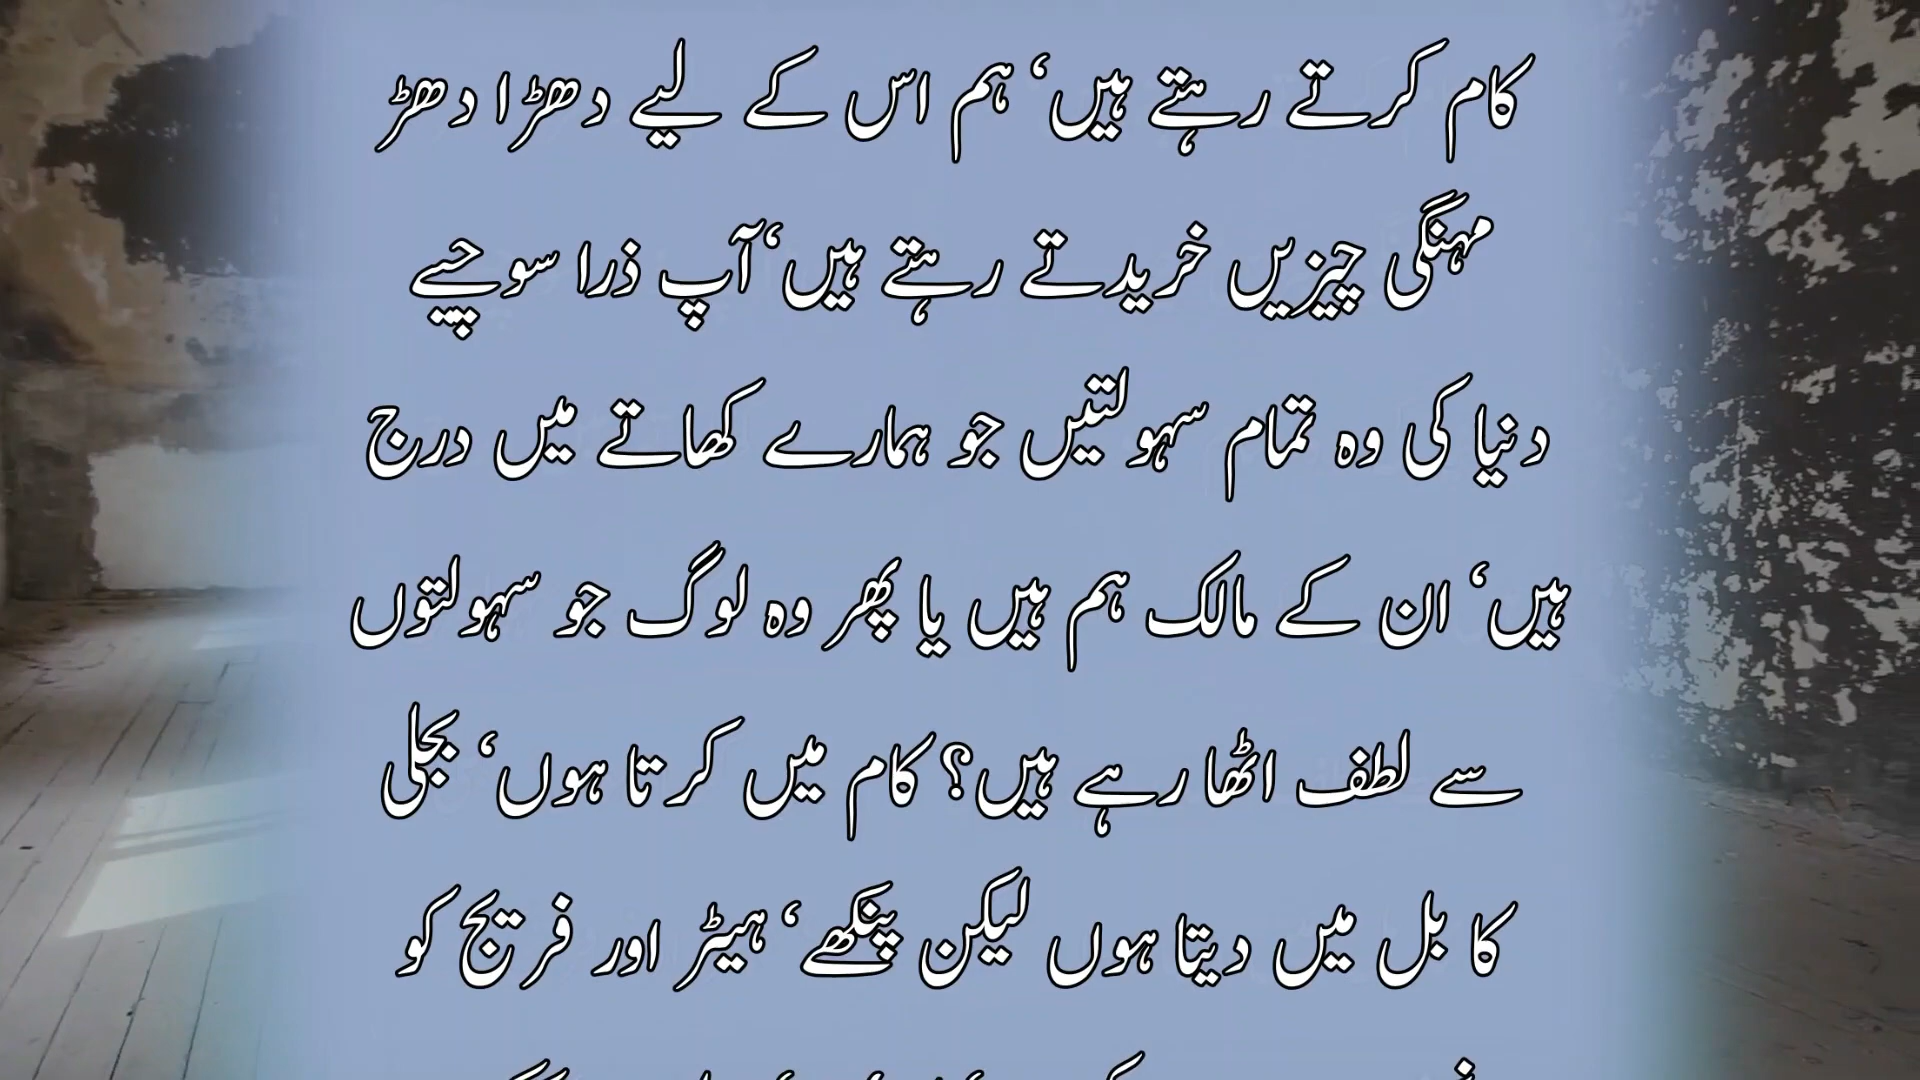 کام کرتے رہتے ہیں‘ ہم اس کے لیے دھڑا دھڑ
مہنگی چیزیں خریدتے رہتے ہیں‘ آپ ذرا سوچیے
دنیا کی وہ تمام سہولتیں جو ہمارے کھاتے میں درج
ہیں‘ ان کے مالک ہم ہیں یا پھر وہ لوگ جو سہولتوں
سے لطف اٹھا رہے ہیں؟ کام میں کرتا ہوں‘ بجلی
کا بل میں دیتا ہوں لیکن پنکھے‘ ہیٹر اور فریج کو